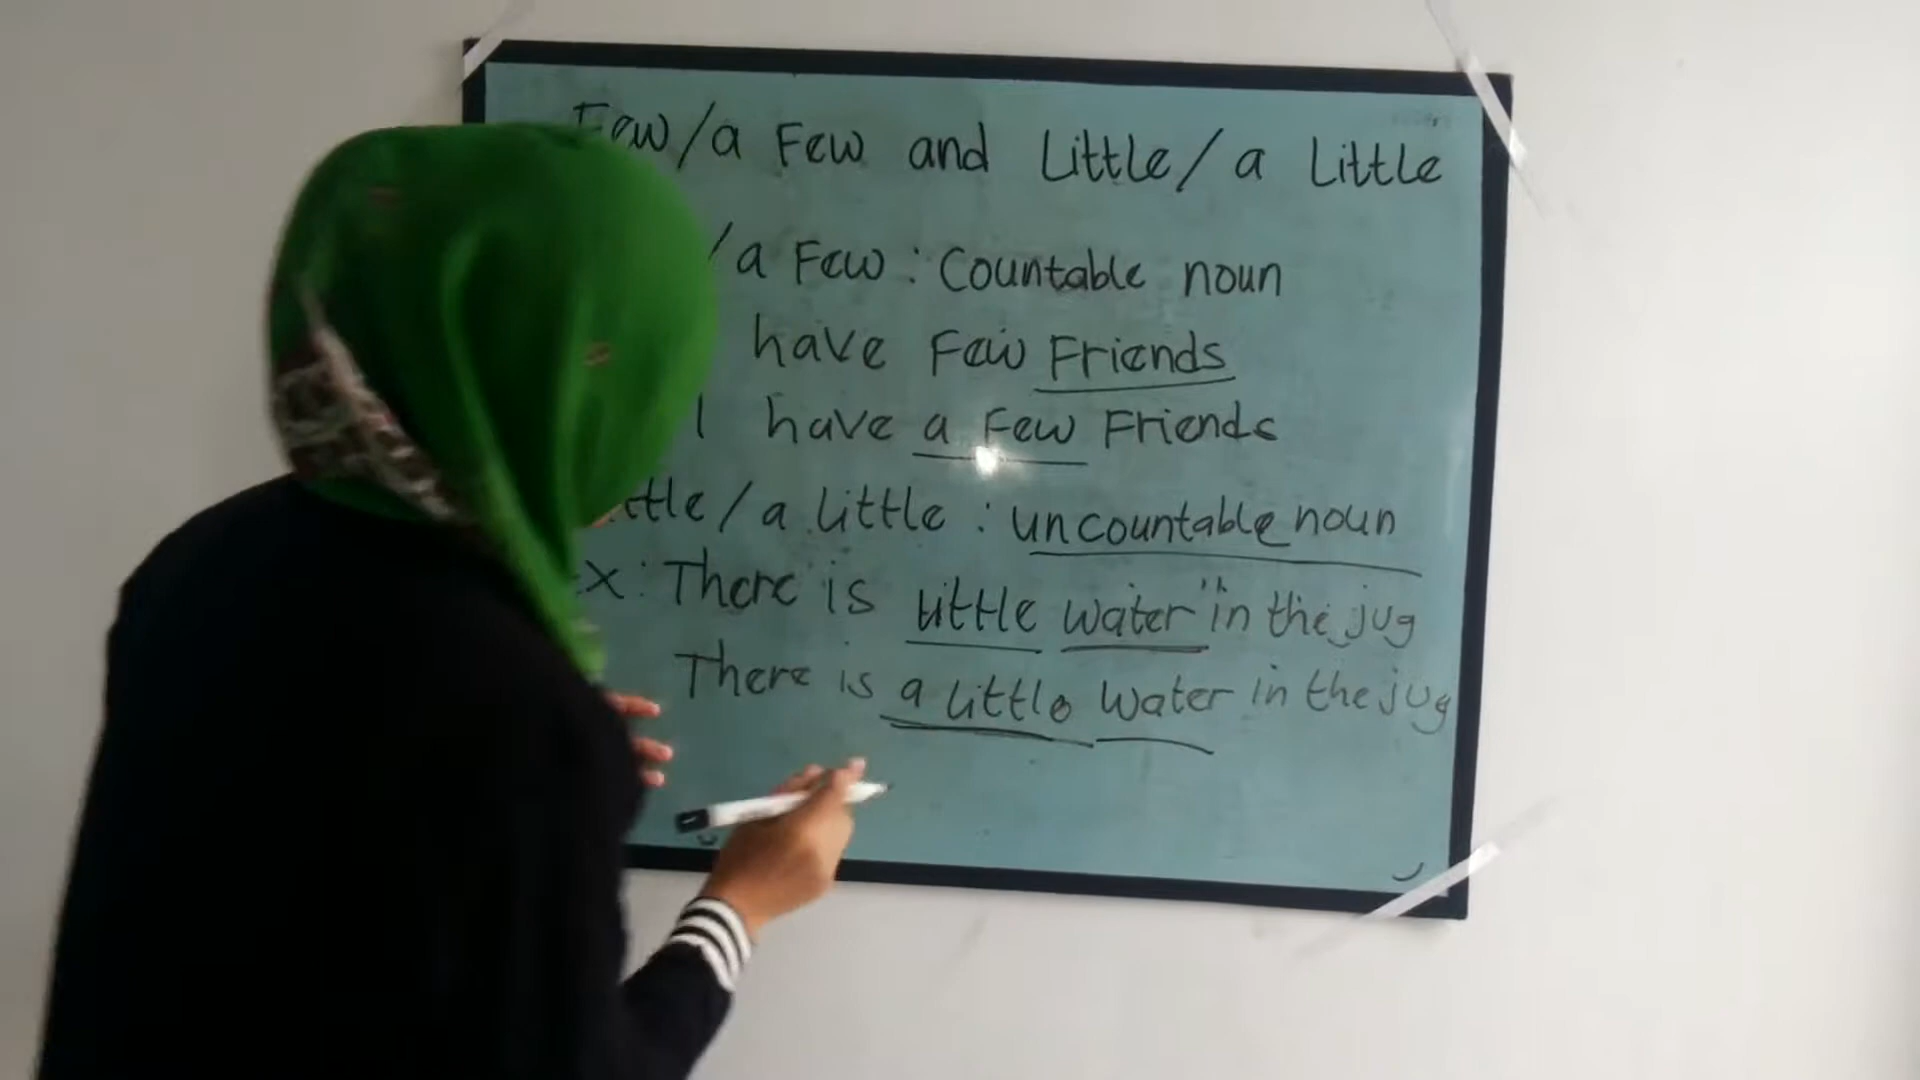 Few/a Few and Little/a Little
/a Few: Countable noun
have Few Friends
I have a Few Friends
/a little: uncountable noun
Ex: There is little water in the jug
There is a little water in the jug